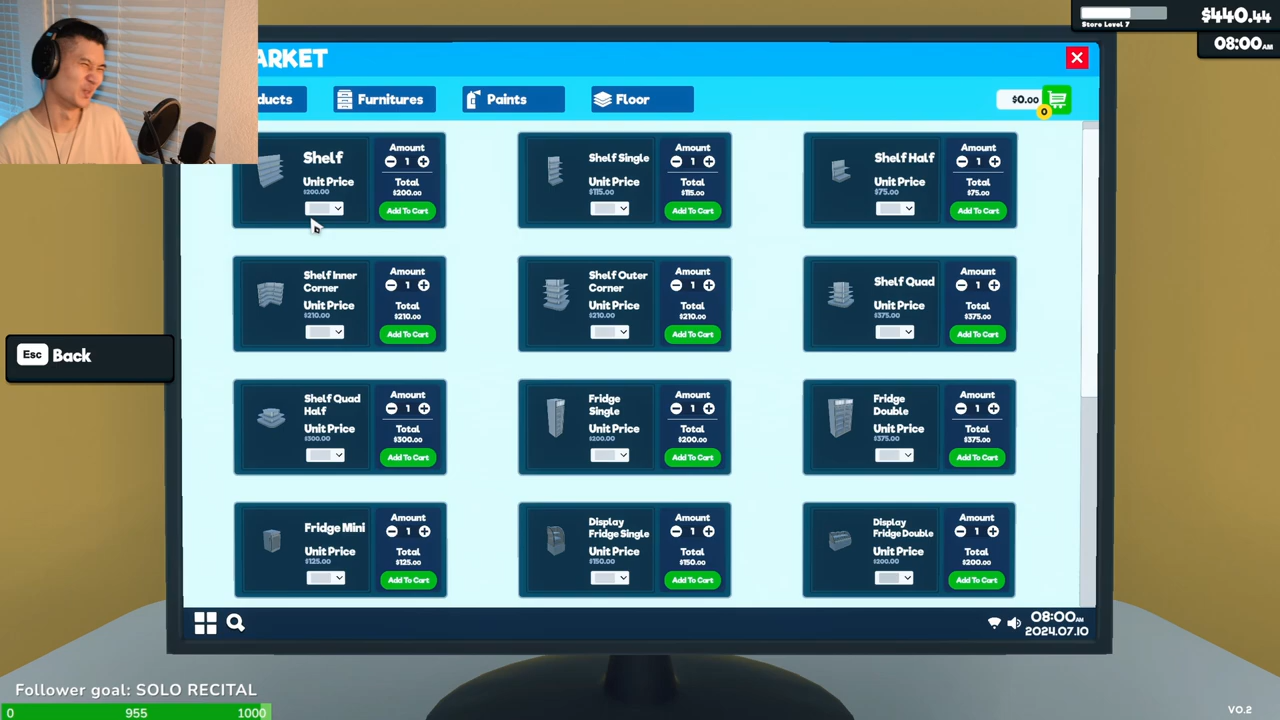 $440.44
Store Level 7
08:00AM
ARKET
ducts
Furnitures
Paints
Floor
$0.00
0
Shelf
Unit Price
$200.00
Amount
1
Total
$200.00
Add To Cart
Shelf Single
Unit Price
$115.00
Amount
1
Total
$115.00
Add To Cart
Shelf Half
Unit Price
$75.00
Amount
1
Total
$75.00
Add To Cart
Shelf Inner
Corner
Unit Price
$210.00
Amount
1
Total
$210.00
Add To Cart
Shelf Outer
Corner
Unit Price
$210.00
Amount
1
Total
$210.00
Add To Cart
Shelf Quad
Unit Price
$375.00
Amount
1
Total
$375.00
Add To Cart
Esc Back
Shelf Quad
Half
Unit Price
$300.00
Amount
1
Total
$300.00
Add To Cart
Fridge
Single
Unit Price
$200.00
Amount
1
Total
$200.00
Add To Cart
Fridge
Double
Unit Price
$375.00
Amount
1
Total
$375.00
Add To Cart
Fridge Mini
Unit Price
$125.00
Amount
1
Total
$125.00
Add To Cart
Display
Fridge Single
Unit Price
$150.00
Amount
1
Total
$150.00
Add To Cart
Display
Fridge Double
Unit Price
$200.00
Amount
1
Total
$200.00
Add To Cart
08:00AM
2024.07.10
Follower goal: SOLO RECITAL
0 955 1000
V0.2